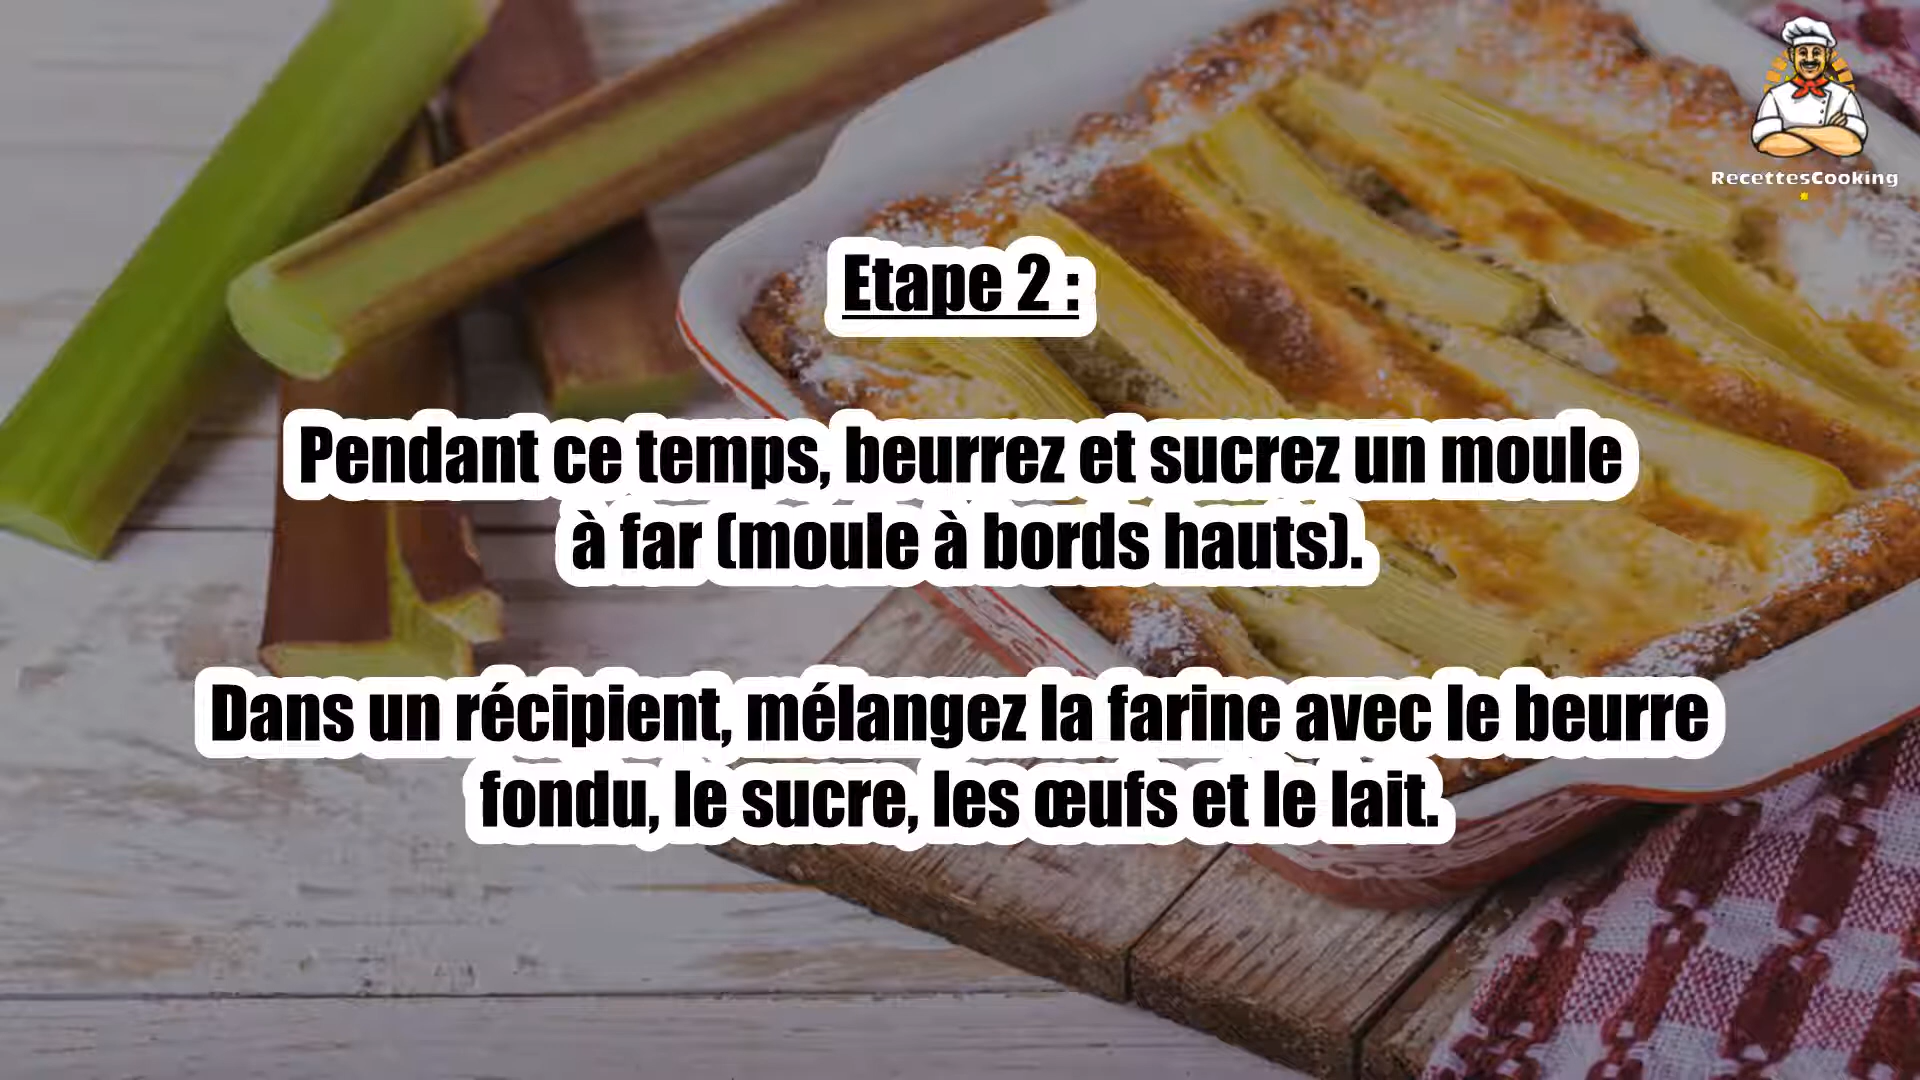 RecettesCooking
Etape 2 :
Pendant ce temps, beurrez et sucrez un moule
à far (moule à bords hauts).
Dans un récipient, mélangez la farine avec le beurre
fondu, le sucre, les œufs et le lait.